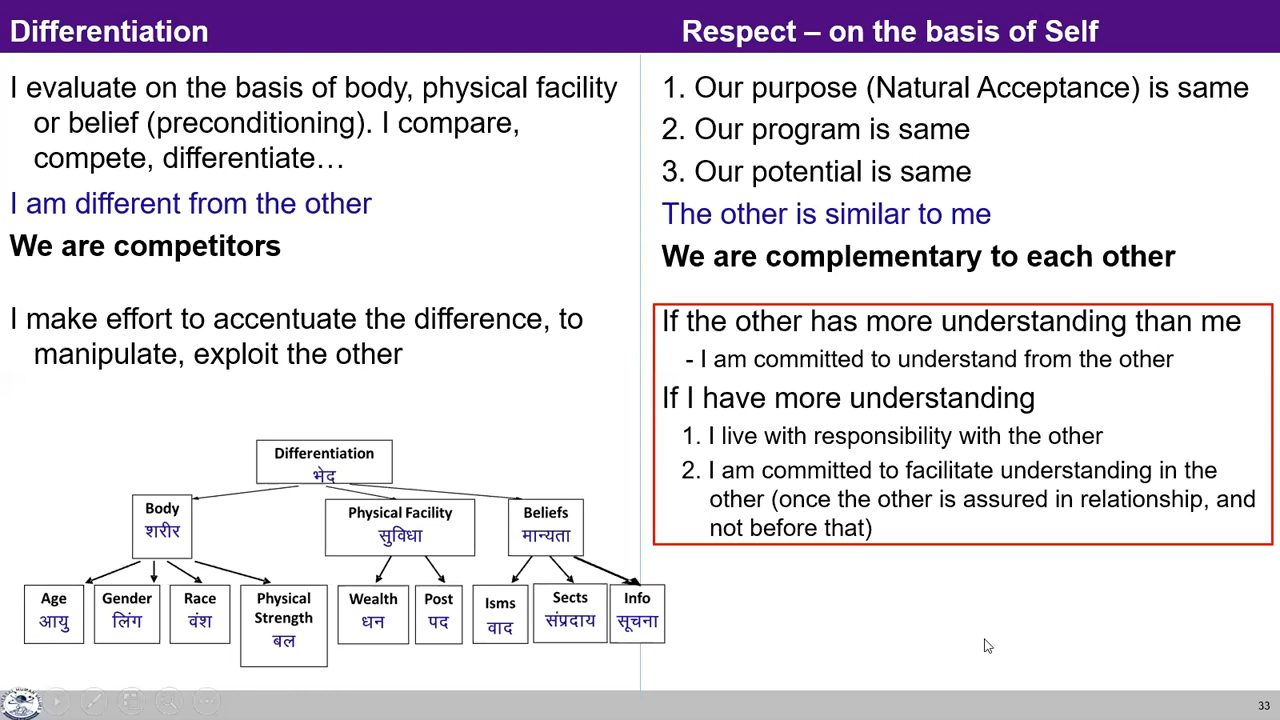 Differentiation
I evaluate on the basis of body, physical facility
or belief (preconditioning). I compare,
compete, differentiate…
I am different from the other
We are competitors
I make effort to accentuate the difference, to
manipulate, exploit the other
Differentiation
भेद
Body
शरीर
Physical Facility
सुविधा
Beliefs
मान्यता
Age
आयु
Gender
लिंग
Race
वंश
Physical
Strength
बल
Wealth
धन
Post
पद
Isms
वाद
Sects
संप्रदाय
Info
सूचना
Respect – on the basis of Self
1. Our purpose (Natural Acceptance) is same
2. Our program is same
3. Our potential is same
The other is similar to me
We are complementary to each other
If the other has more understanding than me
- I am committed to understand from the other
If I have more understanding
1. I live with responsibility with the other
2. I am committed to facilitate understanding in the
other (once the other is assured in relationship, and
not before that)
33